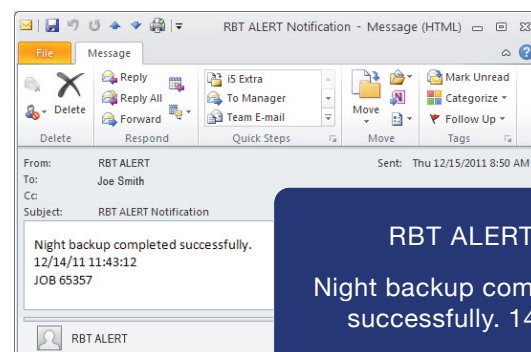 RBT ALERT Notification - Message (HTML)
File Message
Delete
Reply
Reply All
Forward
i5 Extra
To Manager
Team E-mail
Move
Mark Unread
Categorize
Follow Up
Delete Respond Quick Steps Move Tags
From: RBT ALERT Sent: Thu 12/15/2011 8:50 AM
To: Joe Smith
Cc:
Subject: RBT ALERT Notification
Night backup completed successfully.
12/14/11 11:43:12
JOB 65357
RBT ALERT
RBT ALERT
Night backup com
successfully. 14